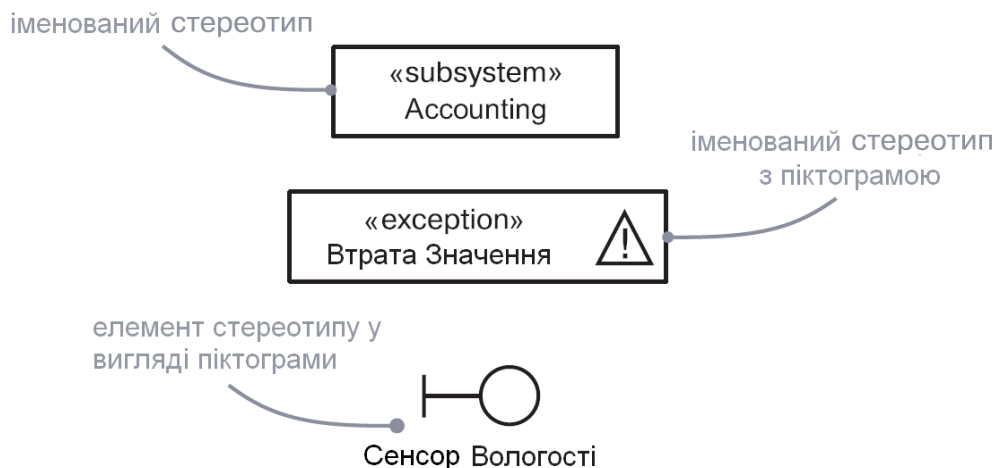 іменований стереотип
«subsystem»
Accounting
іменований стереотип
з піктограмою
«exception»
Втрата Значення
елемент стереотипу у
вигляді піктограми
Сенсор Вологості